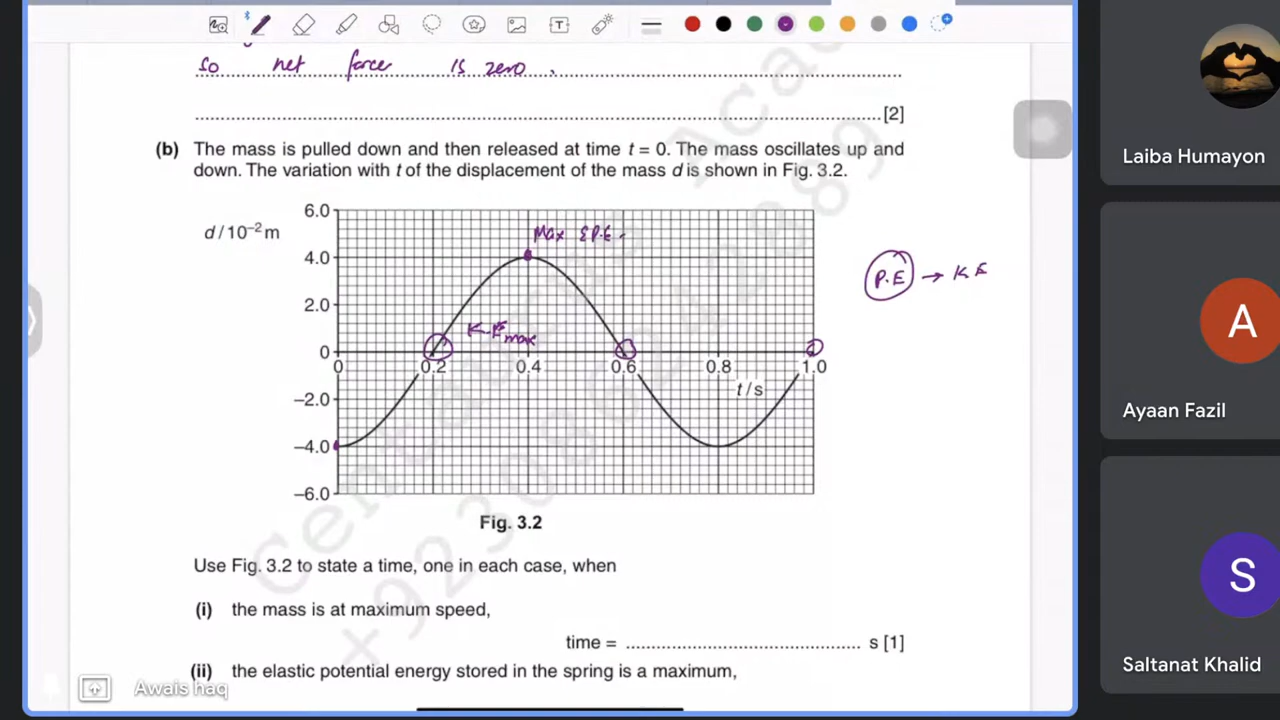 so net force is zero.
[2]
(b) The mass is pulled down and then released at time t = 0. The mass oscillates up and
down. The variation with t of the displacement of the mass d is shown in Fig. 3.2.
d/10⁻² m
6.0
4.0
2.0
0
−2.0
−4.0
−6.0
Max EPE
K.E max
P.E → K E
0 0.2 0.4 0.6 0.8 1.0
t/s
Fig. 3.2
Use Fig. 3.2 to state a time, one in each case, when
(i) the mass is at maximum speed,
time = ............................................ s [1]
(ii) the elastic potential energy stored in the spring is a maximum,
Awais haq
Laiba Humayon
A
Ayaan Fazil
S
Saltanat Khalid